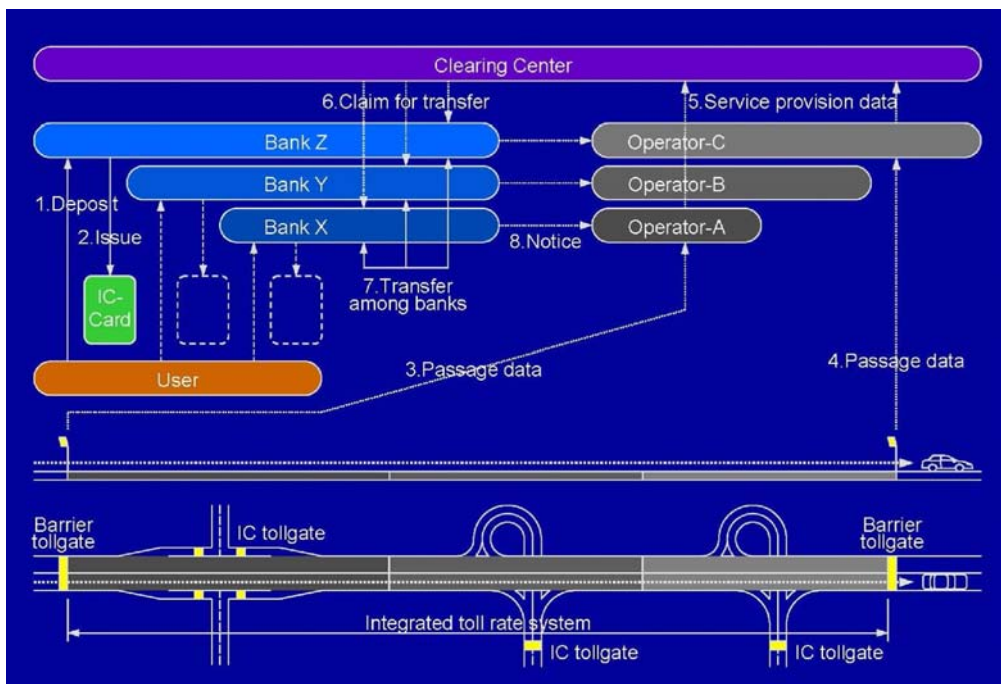 Clearing Center
6.Claim for transfer
5.Service provision data
Bank Z
Operator-C
Bank Y
Operator-B
1.Deposit
2.Issue
Bank X
8.Notice
Operator-A
IC-
Card
7.Transfer
among banks
User
3.Passage data
4.Passage data
Barrier
tollgate
IC tollgate
Barrier
tollgate
Integrated toll rate system
IC tollgate
IC tollgate